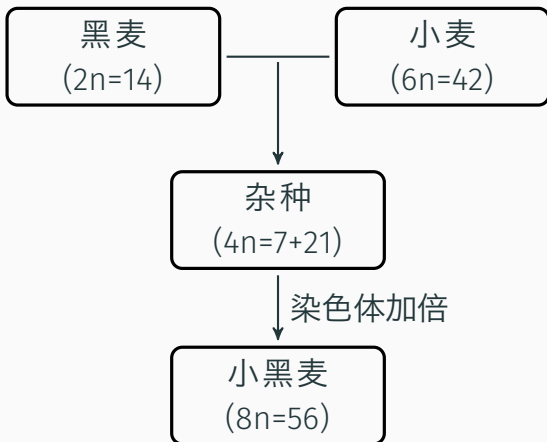 黑麦
(2n=14)
小麦
(6n=42)
杂种
(4n=7+21)
染色体加倍
小黑麦
(8n=56)